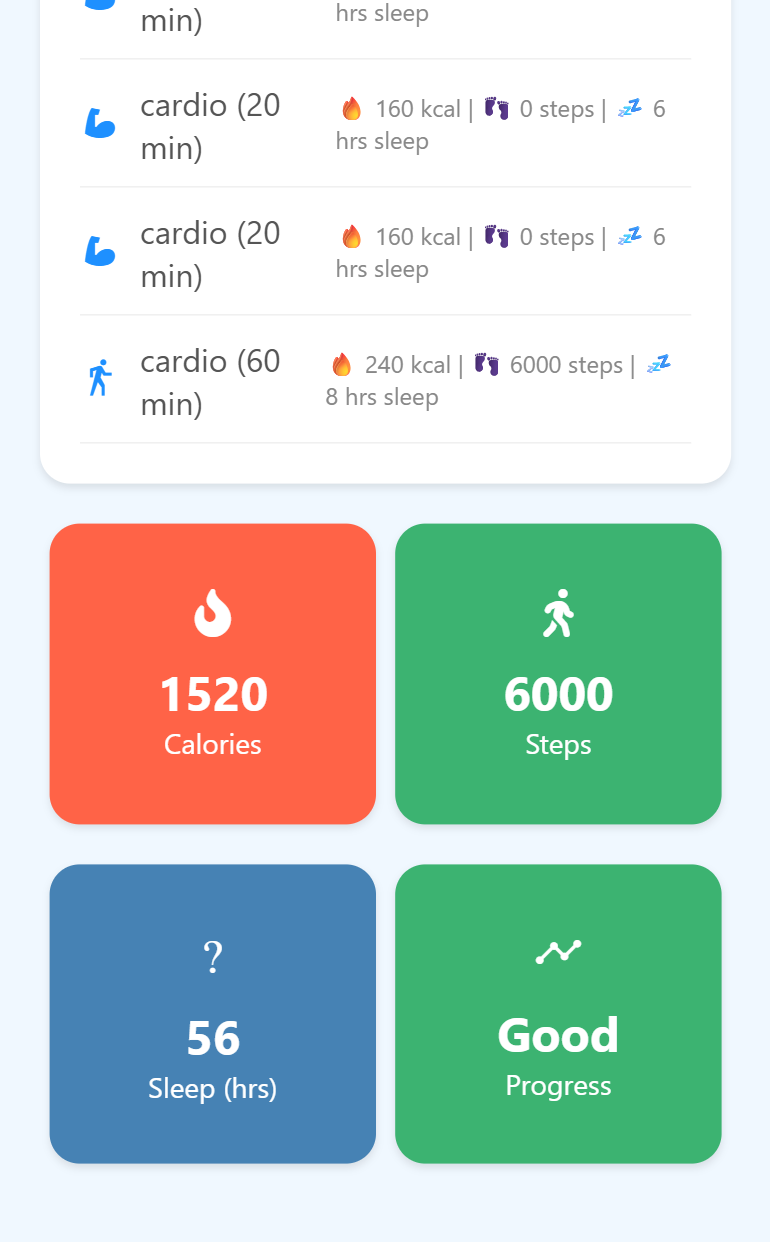 min)
hrs sleep
cardio (20
min)
160 kcal | 0 steps | 💤 6
hrs sleep
cardio (20
min)
160 kcal | 0 steps | 💤 6
hrs sleep
cardio (60
min)
240 kcal | 6000 steps | 💤
8 hrs sleep
1520
Calories
6000
Steps
?
56
Sleep (hrs)
Good
Progress